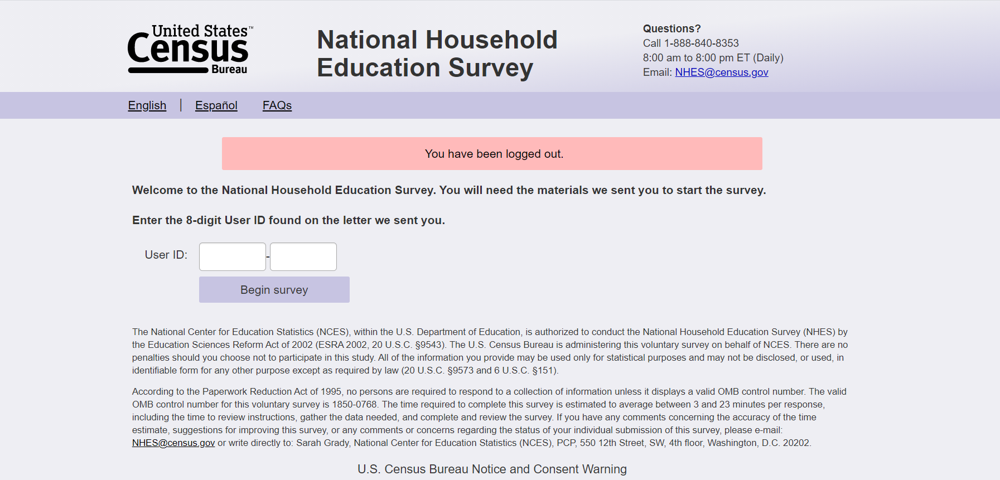 United States™
Census
Bureau
National Household
Education Survey
Questions?
Call 1-888-840-8353
8:00 am to 8:00 pm ET (Daily)
Email: NHES@census.gov
English | Español FAQs
You have been logged out.
Welcome to the National Household Education Survey. You will need the materials we sent you to start the survey.
Enter the 8-digit User ID found on the letter we sent you.
User ID: -
Begin survey
The National Center for Education Statistics (NCES), within the U.S. Department of Education, is authorized to conduct the National Household Education Survey (NHES) by
the Education Sciences Reform Act of 2002 (ESRA 2002, 20 U.S.C. §9543). The U.S. Census Bureau is administering this voluntary survey on behalf of NCES. There are no
penalties should you choose not to participate in this study. All of the information you provide may be used only for statistical purposes and may not be disclosed, or used, in
identifiable form for any other purpose except as required by law (20 U.S.C. §9573 and 6 U.S.C. §151).
According to the Paperwork Reduction Act of 1995, no persons are required to respond to a collection of information unless it displays a valid OMB control number. The valid
OMB control number for this voluntary survey is 1850-0768. The time required to complete this survey is estimated to average between 3 and 23 minutes per response,
including the time to review instructions, gather the data needed, and complete and review the survey. If you have any comments concerning the accuracy of the time
estimate, suggestions for improving this survey, or any comments or concerns regarding the status of your individual submission of this survey, please e-mail:
NHES@census.gov or write directly to: Sarah Grady, National Center for Education Statistics (NCES), PCP, 550 12th Street, SW, 4th floor, Washington, D.C. 20202.
U.S. Census Bureau Notice and Consent Warning